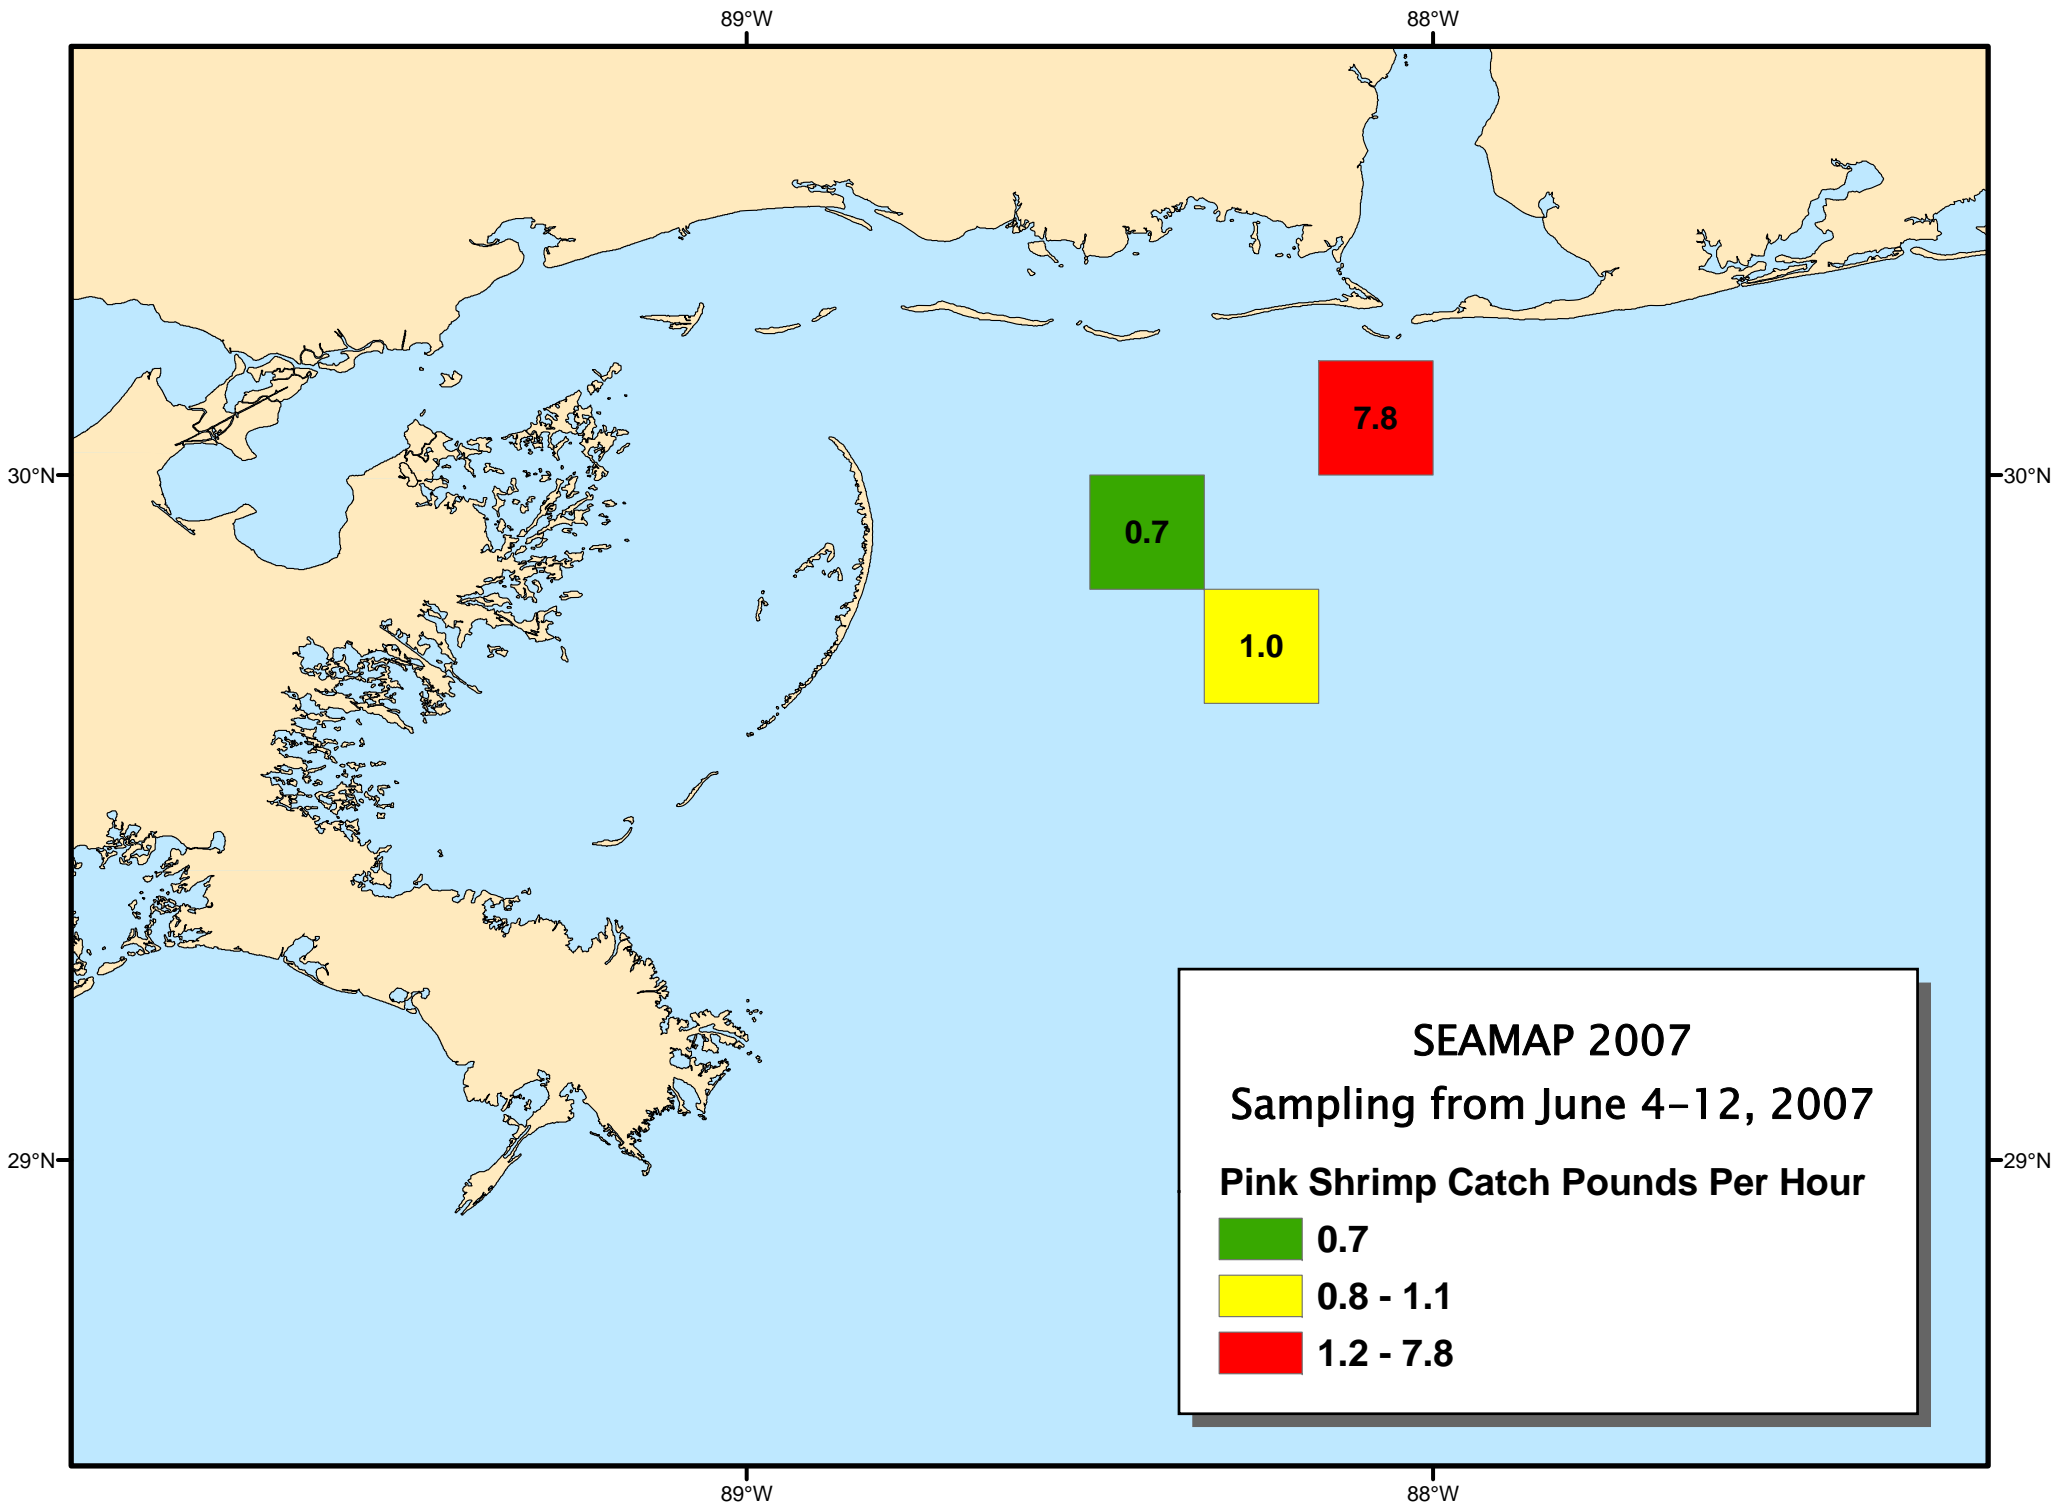 89°W
88°W
7.8
30°N
30°N
0.7
1.0
SEAMAP 2007
Sampling from June 4-12, 2007
29°N
29°N
Pink Shrimp Catch Pounds Per Hour
0.7
0.8 - 1.1
1.2 - 7.8
89°W
88°W